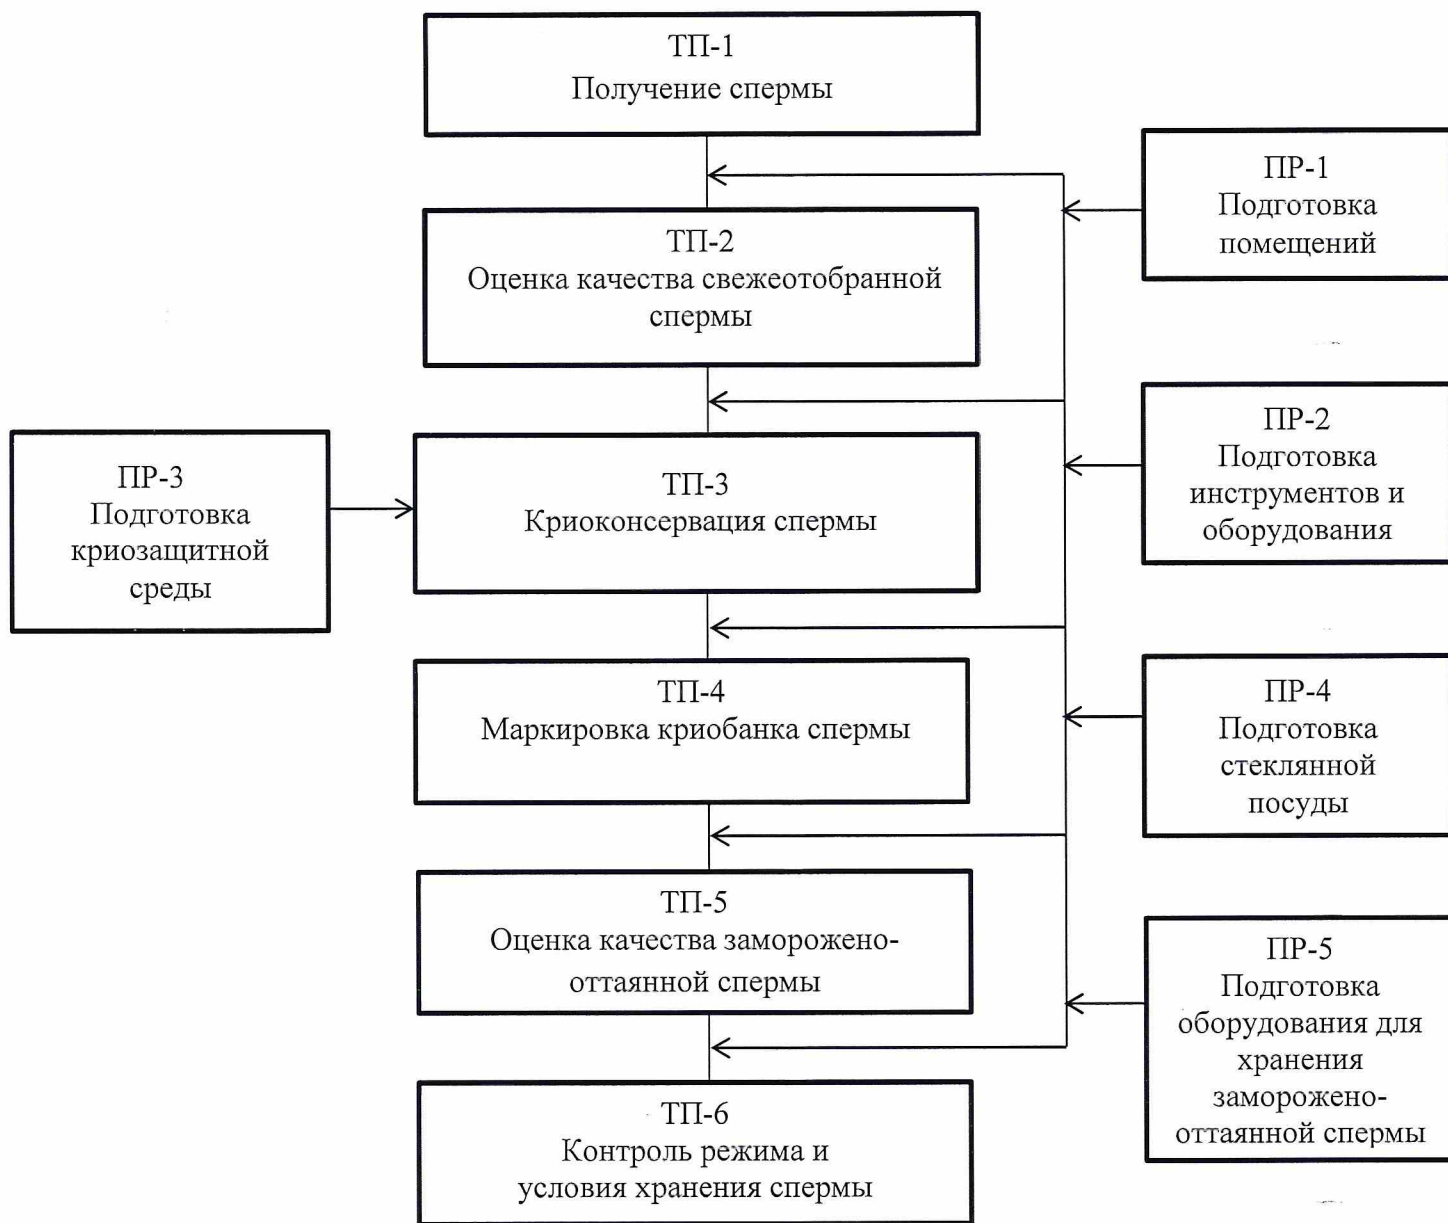 ТП-1
Получение спермы
ПР-1
Подготовка
помещений
ТП-2
Оценка качества свежеотобранной
спермы
ПР-2
Подготовка
инструментов и
оборудования
ПР-3
Подготовка
криозащитной
среды
ТП-3
Криоконсервация спермы
ТП-4
Маркировка криобанка спермы
ПР-4
Подготовка
стеклянной
посуды
ТП-5
Оценка качества заморожено-
оттаянной спермы
ПР-5
Подготовка
оборудования для
хранения
заморожено-
оттаянной спермы
ТП-6
Контроль режима и
условия хранения спермы